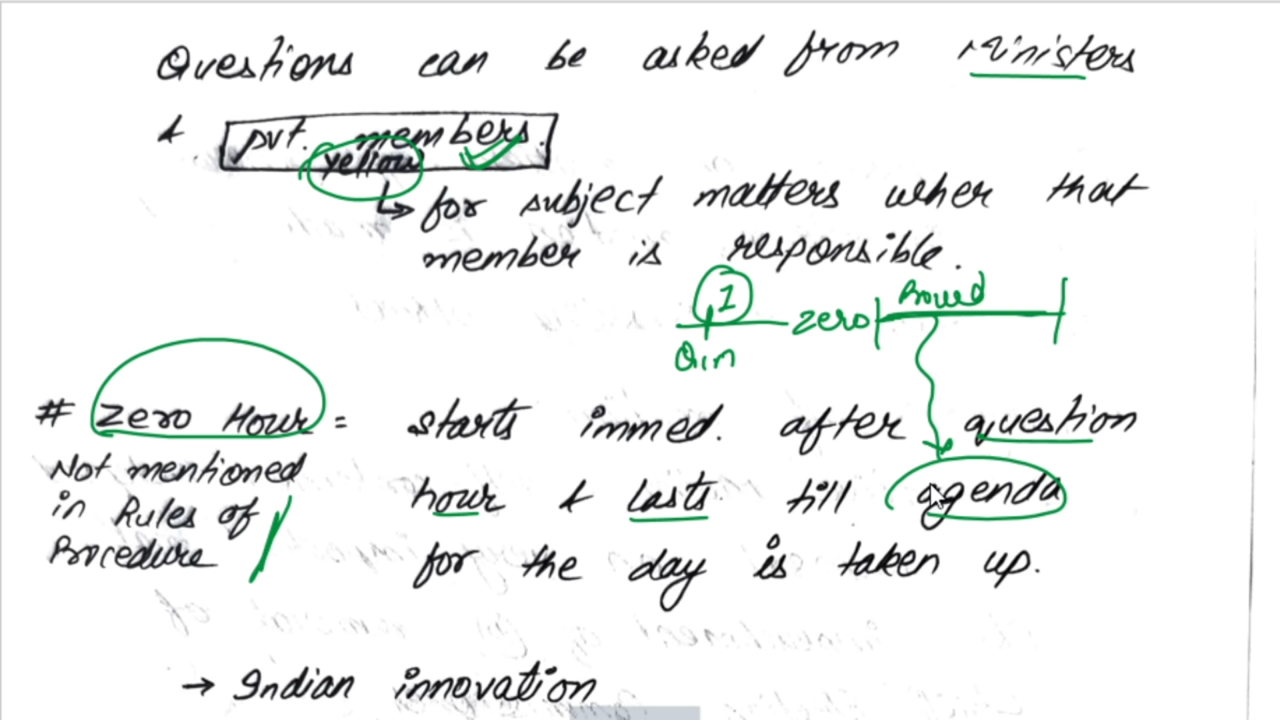 Questions can be asked from Ministers
& pvt. members.
yellow
↳ for subject matters wher that
member is responsible.
1
zero
Qim
# Zero Hour = starts immed. after question
hour & lasts till agenda
for the day is taken up.
Not mentioned
in Rules of
Procedure
→ Indian innovation